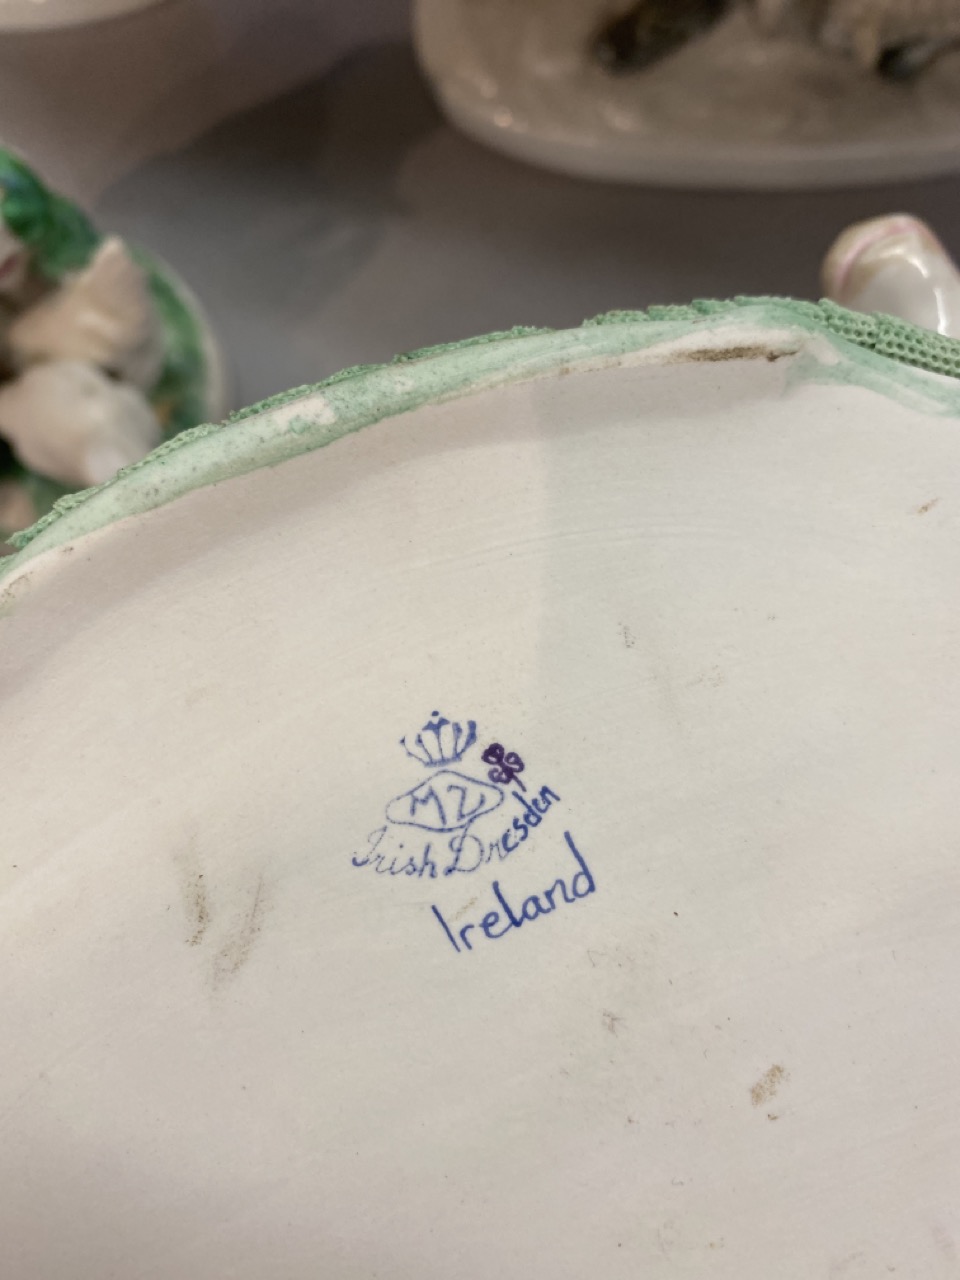 MZ
Irish Dresden
Ireland